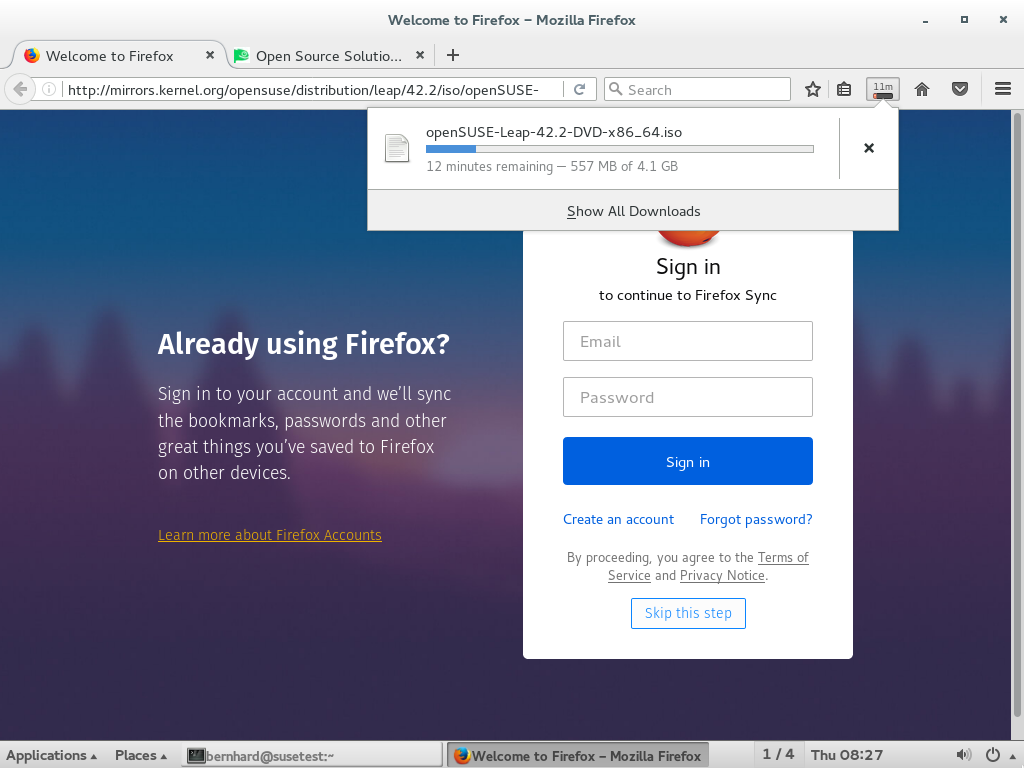 Welcome to Firefox – Mozilla Firefox
Welcome to Firefox
Open Source Solutio...
http://mirrors.kernel.org/opensuse/distribution/leap/42.2/iso/openSUSE-
Search
11m
openSUSE-Leap-42.2-DVD-x86_64.iso
12 minutes remaining — 557 MB of 4.1 GB
Show All Downloads
Sign in
to continue to Firefox Sync
Email
Password
Sign in
Create an account
Forgot password?
By proceeding, you agree to the Terms of
Service and Privacy Notice.
Skip this step
Already using Firefox?
Sign in to your account and we’ll sync
the bookmarks, passwords and other
great things you’ve saved to Firefox
on other devices.
Learn more about Firefox Accounts
Applications
Places
bernhard@susetest:~
Welcome to Firefox – Mozilla Firefox
1 / 4
Thu 08:27